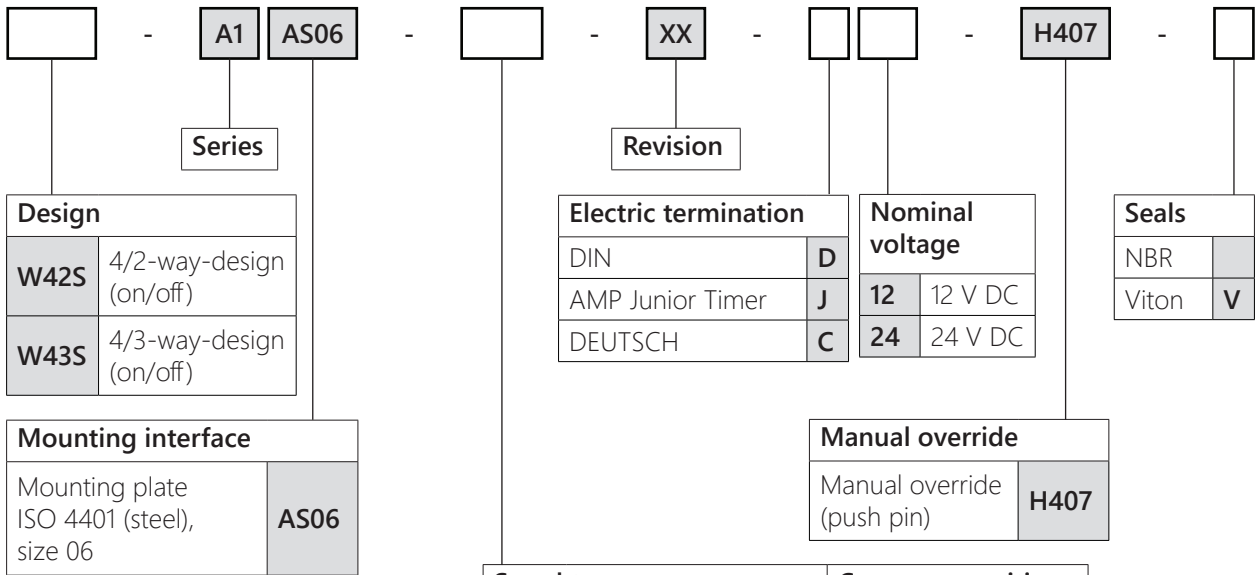 - A1 AS06 - - XX - - H407 -
Series
Revision
Design
W42S 4/2-way-design
(on/off)
W43S 4/3-way-design
(on/off)
Electric termination
DIN D
AMP Junior Timer J
DEUTSCH C
Nominal
voltage
12 12 V DC
24 24 V DC
Seals
NBR
Viton V
Mounting interface
Mounting plate
ISO 4401 (steel),
size 06
AS06
Manual override
Manual override
(push pin)
H407